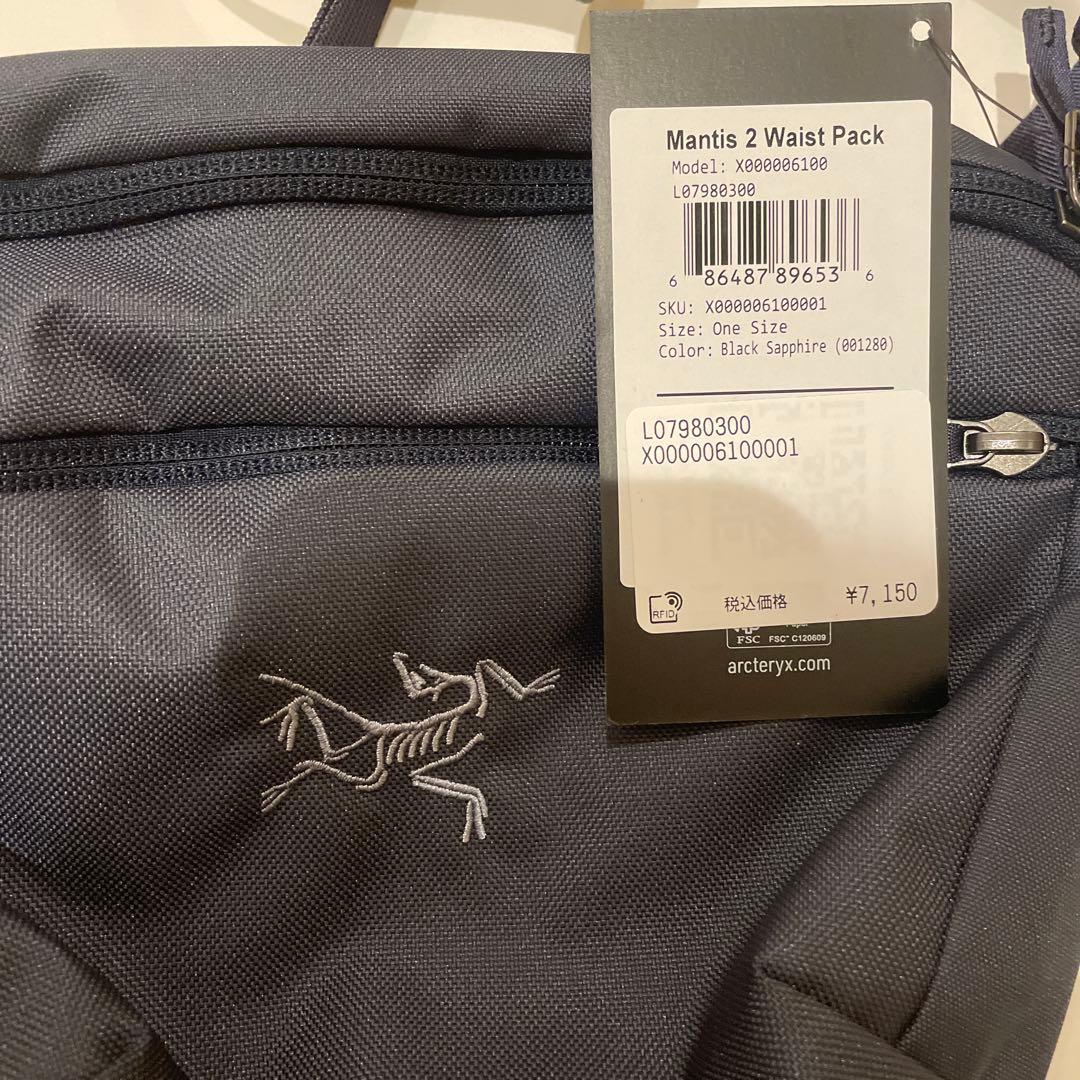 Mantis 2 Waist Pack
Model: X000006100
L07980300
6 86487 89653 6
SKU: X000006100001
Size: One Size
Color: Black Sapphire (001280)
L07980300
X000006100001
RFID
税込価格 ¥7,150
FSC FSC™ C120609
arcteryx.com